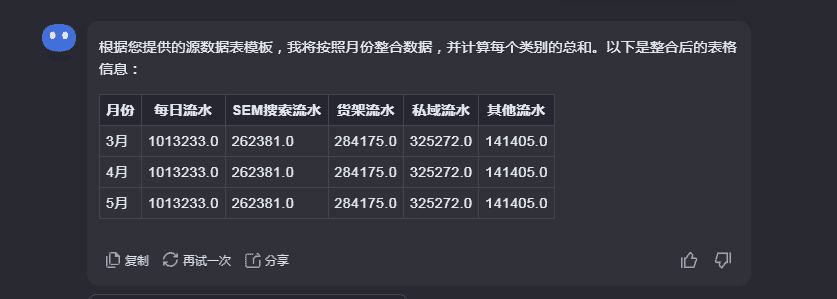 根据您提供的源数据表模板，我将按照月份整合数据，并计算每个类别的总和。以下是整合后的表格
信息：
月份 每日流水 SEM搜索流水 货架流水 私域流水 其他流水
3月 1013233.0 262381.0 284175.0 325272.0 141405.0
4月 1013233.0 262381.0 284175.0 325272.0 141405.0
5月 1013233.0 262381.0 284175.0 325272.0 141405.0
复制 再试一次 分享